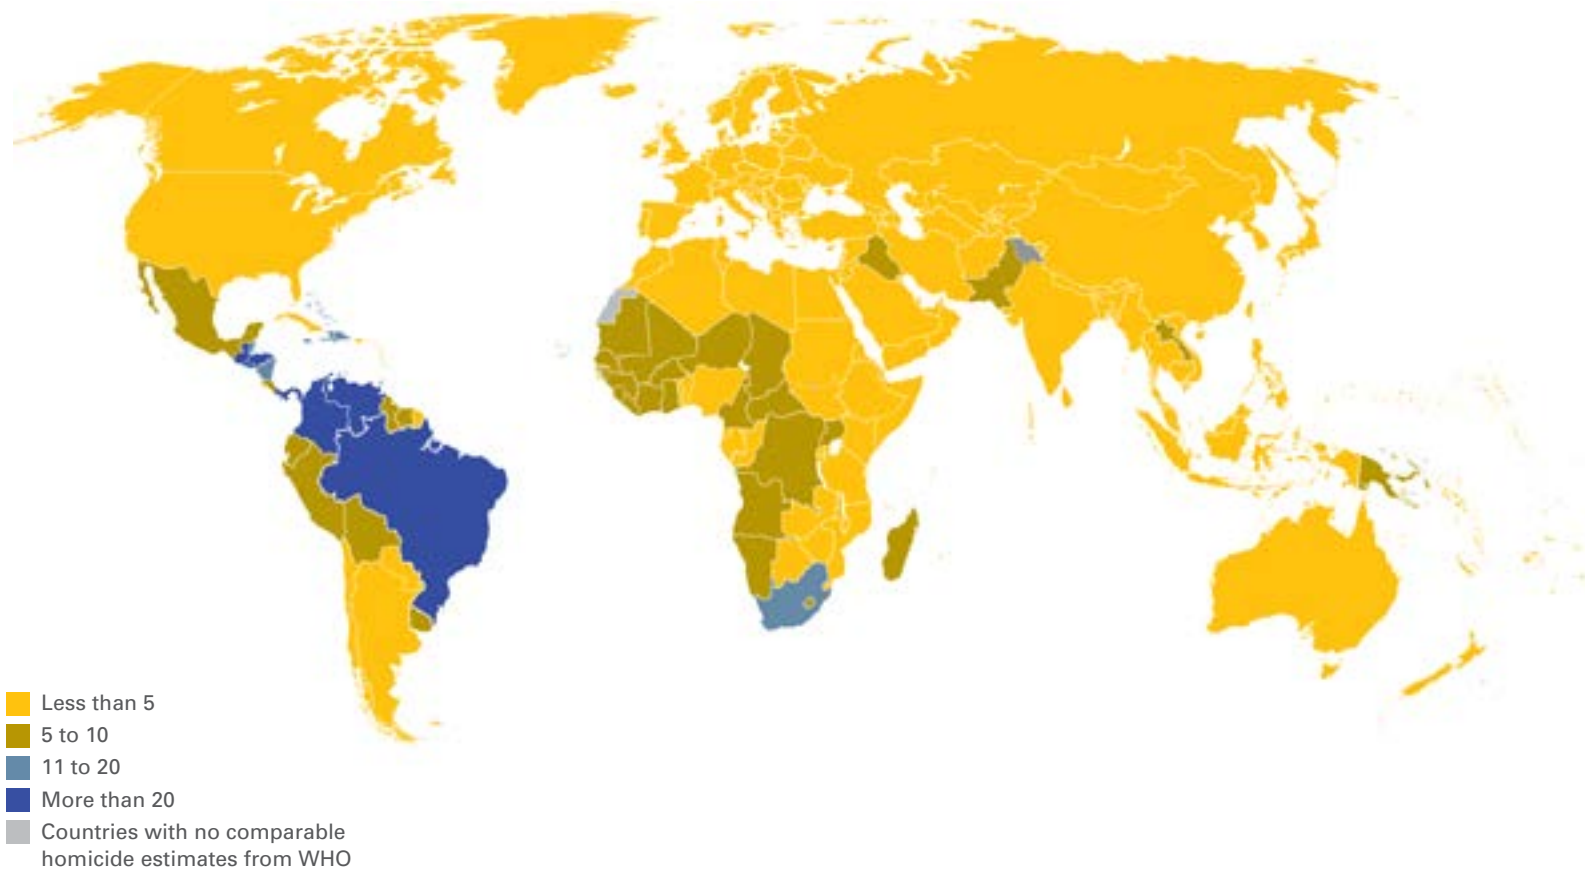 Less than 5
5 to 10
11 to 20
More than 20
Countries with no comparable
homicide estimates from WHO